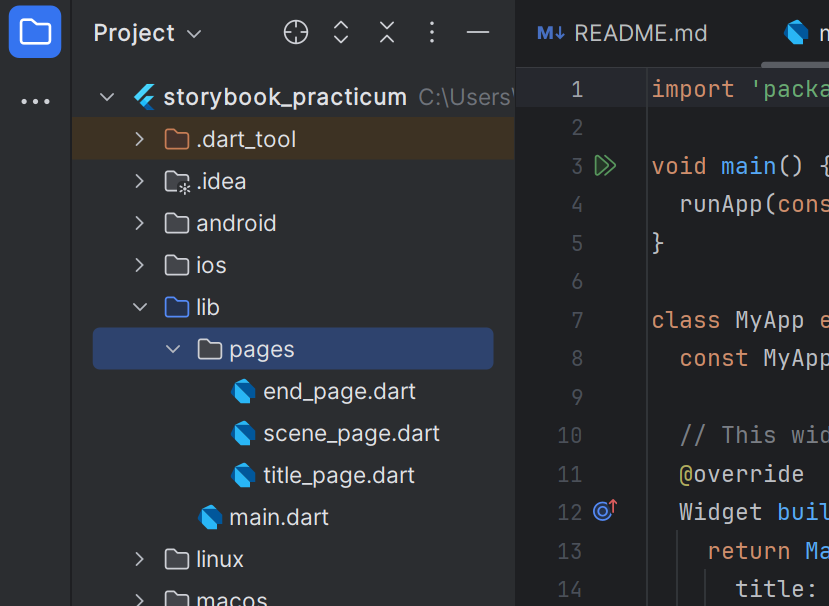 Project
storybook_practicum C:\Users\
.dart_tool
.idea
android
ios
lib
pages
end_page.dart
scene_page.dart
title_page.dart
main.dart
linux
macos
M↓ README.md
1 import 'packa
2
3 void main() {
4 runApp(cons
5 }
6
7 class MyApp e
8 const MyApp
9
10 // This wid
11 @override
12 Widget buil
13 return Ma
14 title: